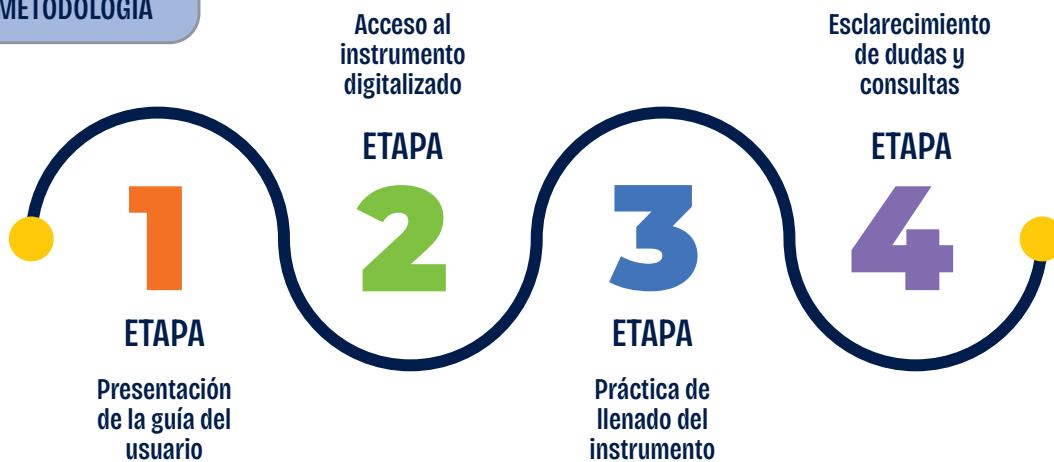 METODOLOGÍA
1
ETAPA
Presentación
de la guía del
usuario
Acceso al
instrumento
digitalizado
ETAPA
2
3
ETAPA
Práctica de
llenado del
instrumento
Esclarecimiento
de dudas y
consultas
ETAPA
4